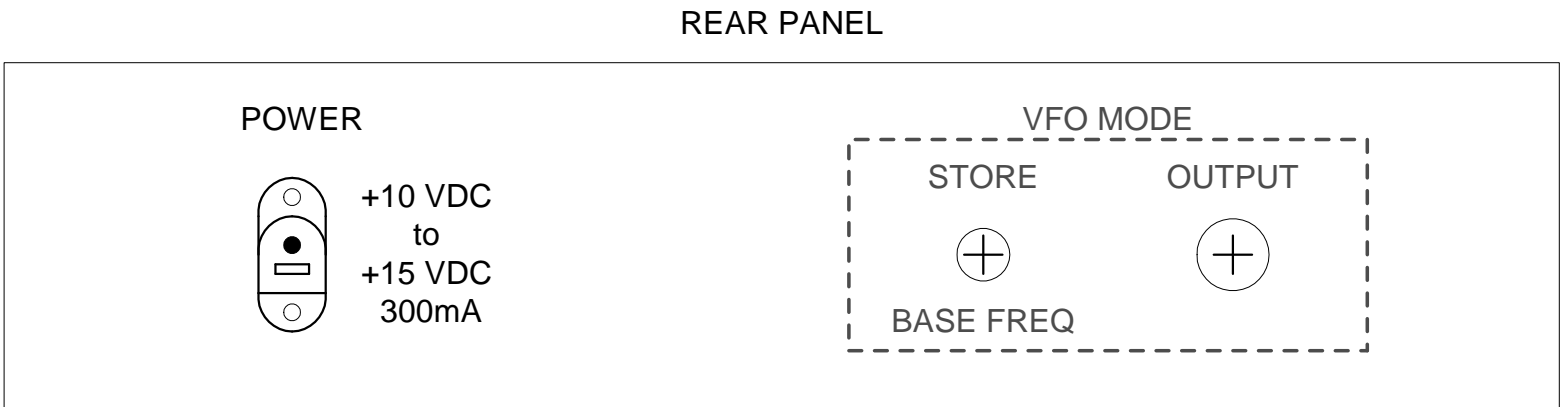 REAR PANEL
POWER
+10 VDC
to
+15 VDC
300mA
VFO MODE
STORE
OUTPUT
BASE FREQ